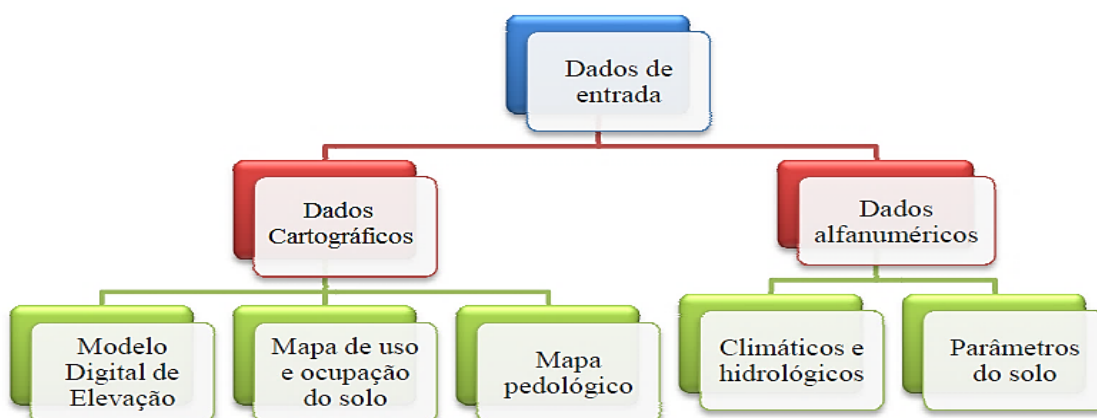 Dados de
entrada
Dados
Cartográficos
Dados
alfanuméricos
Modelo
Digital de
Elevação
Mapa de uso
e ocupação
do solo
Mapa
pedológico
Climáticos e
hidrológicos
Parâmetros
do solo